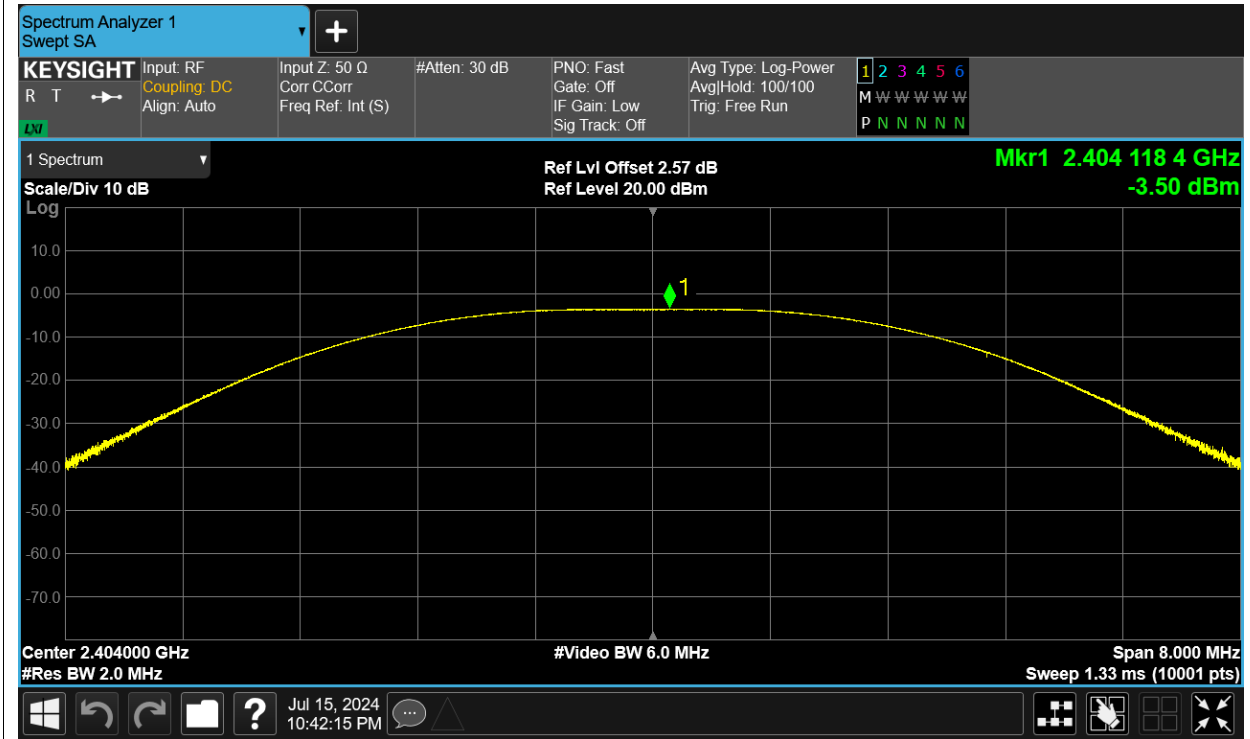 Spectrum Analyzer 1
Swept SA
KEYSIGHT
R T
LXI
Input: RF
Coupling: DC
Align: Auto
Input Z: 50 Ω
Corr CCorr
Freq Ref: Int (S)
#Atten: 30 dB
PNO: Fast
Gate: Off
IF Gain: Low
Sig Track: Off
Avg Type: Log-Power
Avg|Hold: 100/100
Trig: Free Run
1 2 3 4 5 6
M W W W W W W
P N N N N N N
1 Spectrum
Scale/Div 10 dB
Log
Ref Lvl Offset 2.57 dB
Ref Level 20.00 dBm
Mkr1 2.404 118 4 GHz
-3.50 dBm
10.0
0.00
-10.0
-20.0
-30.0
-40.0
-50.0
-60.0
-70.0
1
Center 2.404000 GHz
#Res BW 2.0 MHz
#Video BW 6.0 MHz
Span 8.000 MHz
Sweep 1.33 ms (10001 pts)
?
Jul 15, 2024
10:42:15 PM